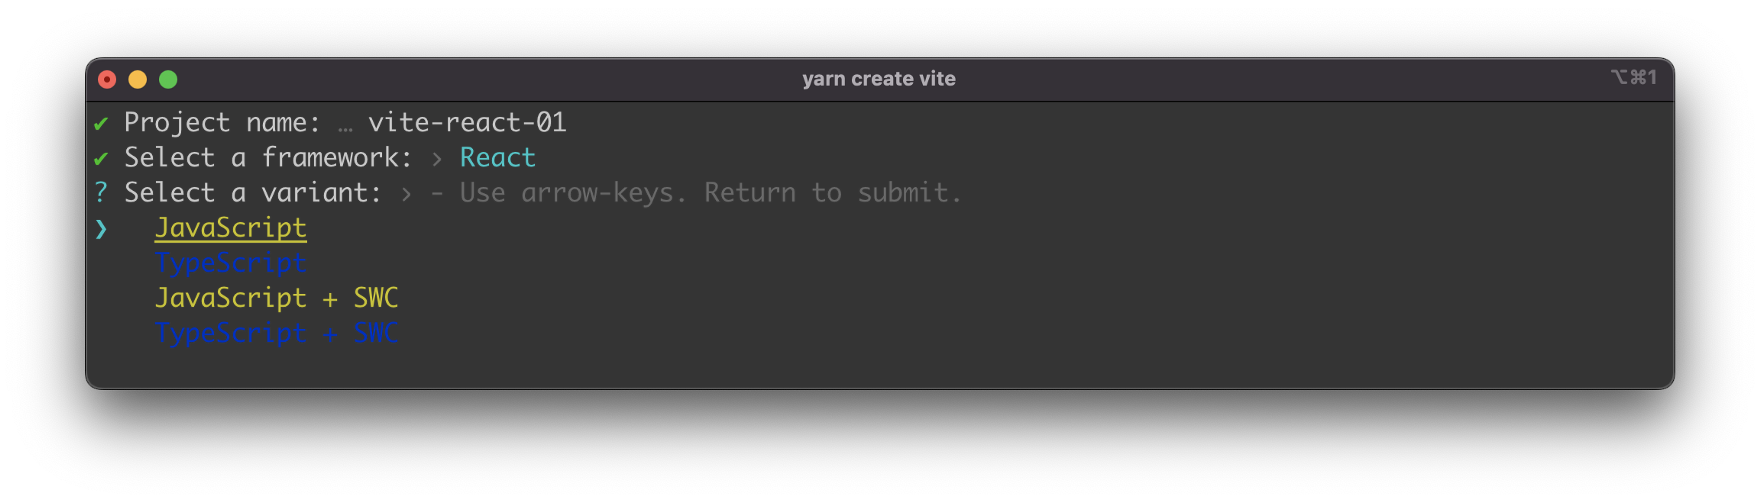 yarn create vite
⌥⌘1
✔ Project name: … vite-react-01
✔ Select a framework: › React
? Select a variant: › - Use arrow-keys. Return to submit.
❯ JavaScript
TypeScript
JavaScript + SWC
TypeScript + SWC